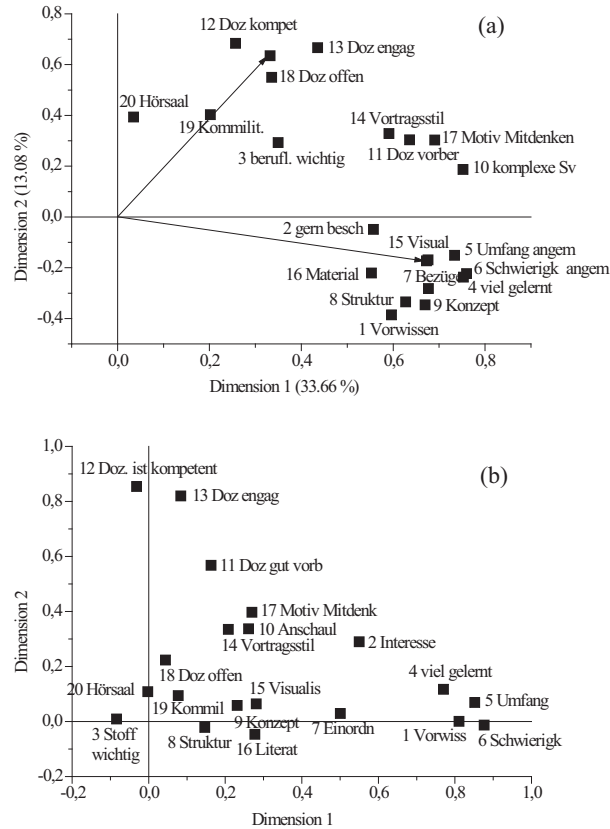 12 Doz kompet
0,8
(a)
13 Doz engag
0,6
18 Doz offen
20 Hörsaal
0,4
19 Kommilit.
14 Vortragsstil
17 Motiv Mitdenken
3 berufl. wichtig
11 Doz vorber
0,2
10 komplexe Sv
0,0
2 gern besch
15 Visual
5 Umfang angem
-0,2
16 Material
7 Bezüge
6 Schwierigk angem
4 viel gelernt
8 Struktur
9 Konzept
-0,4
1 Vorwissen
0,0 0,2 0,4 0,6 0,8
Dimension 1 (33.66 %)
Dimension 2 (13.08 %)
1,0
(b)
12 Doz. ist kompetent
0,8
13 Doz engag
0,6
11 Doz gut vorb
0,4
17 Motiv Mitdenk
10 Anschaul
14 Vortragsstil
2 Interesse
0,2
18 Doz offen
4 viel gelernt
20 Hörsaal
19 Kommil
15 Visualis
5 Umfang
0,0
3 Stoff
wichtig
9 Konzept
7 Einordn
1 Vorwiss
8 Struktur
16 Literat
6 Schwierigk
-0,2
-0,2 0,0 0,2 0,4 0,6 0,8 1,0
Dimension 1
Dimension 2